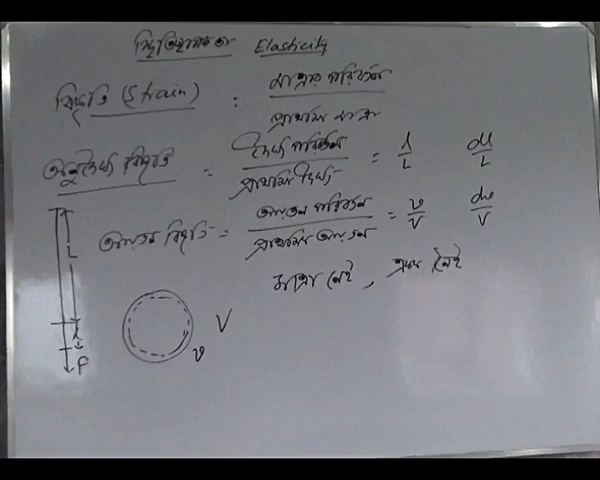 স্থিতিস্থাপকতা Elasticity
বিকৃতি (Strain) = মাত্রার পরিবর্তন / প্রাথমিক মাত্রা
অনুদৈর্ঘ্য বিকৃতি = দৈর্ঘ্য পরিবর্তন / প্রাথমিক দৈর্ঘ্য = l/L dl/L
আয়তন বিকৃতি = আয়তন পরিবর্তন / প্রাথমিক আয়তন = v/V dv/V
মাত্রা নেই, একক নেই
L
l
F
V
v